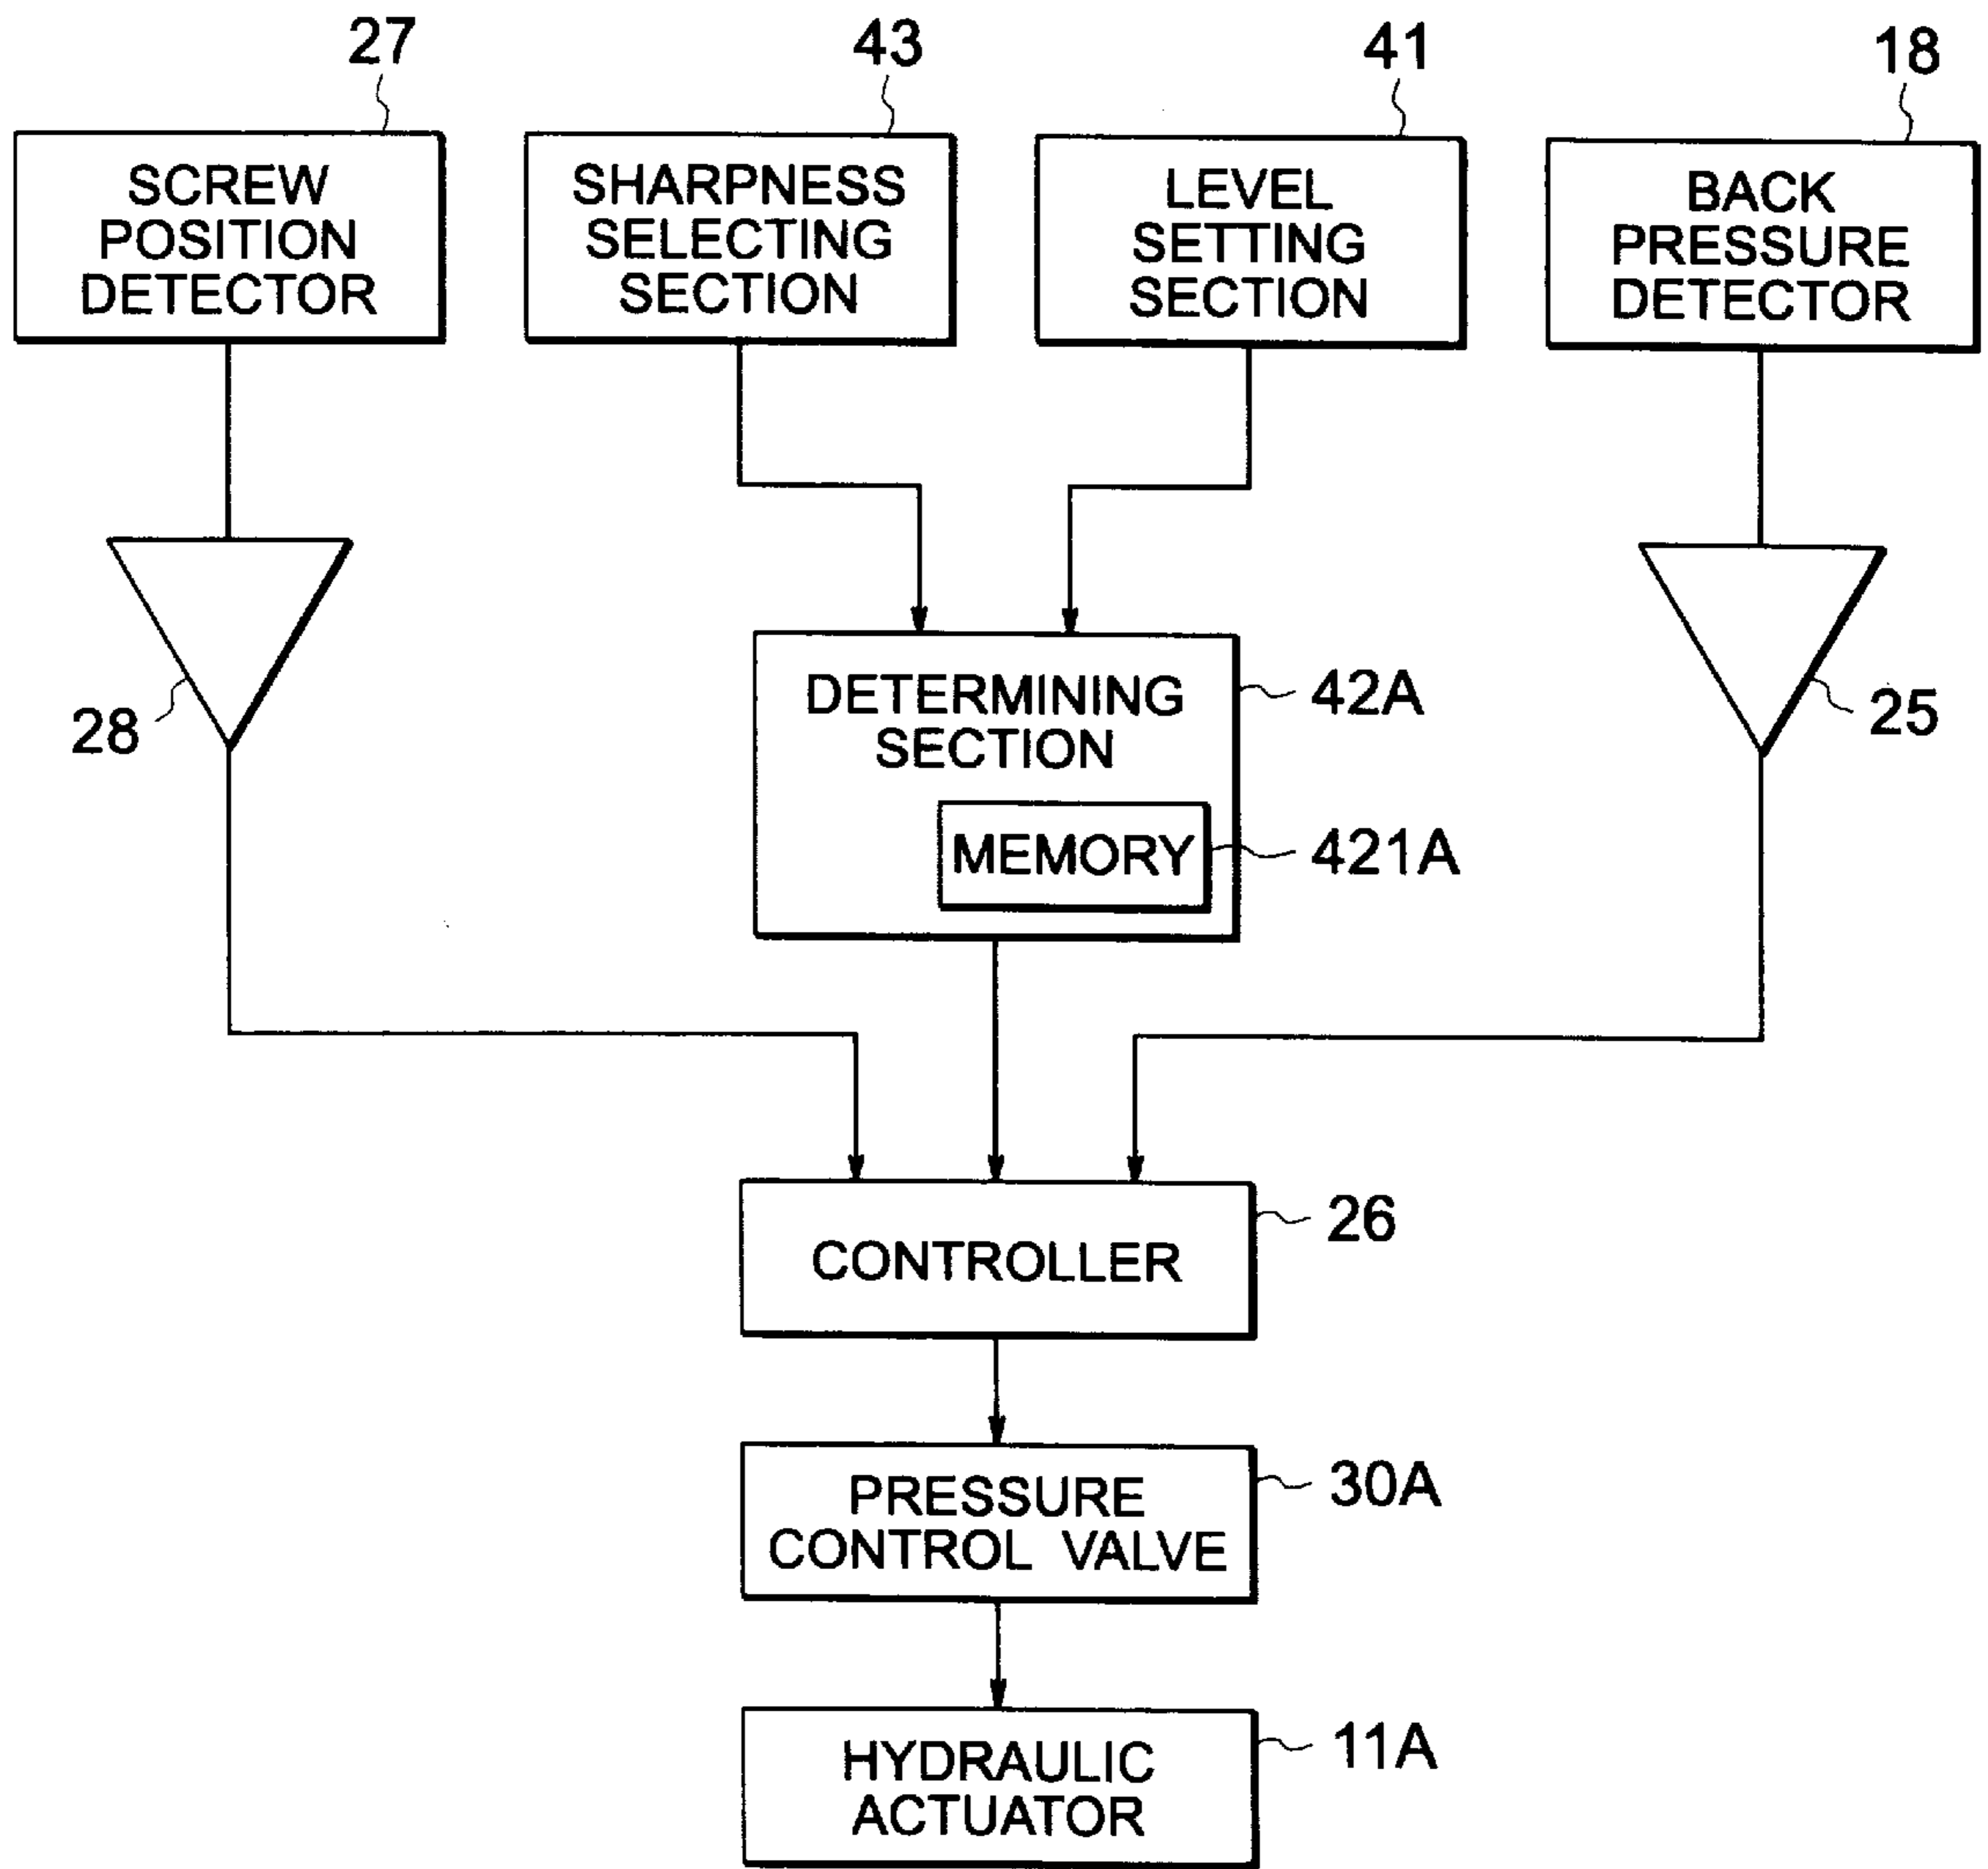 27
43
41
18
SCREW
POSITION
DETECTOR
SHARPNESS
SELECTING
SECTION
LEVEL
SETTING
SECTION
BACK
PRESSURE
DETECTOR
28
DETERMINING
SECTION
42A
25
MEMORY
421A
CONTROLLER
26
PRESSURE
CONTROL VALVE
30A
HYDRAULIC
ACTUATOR
11A